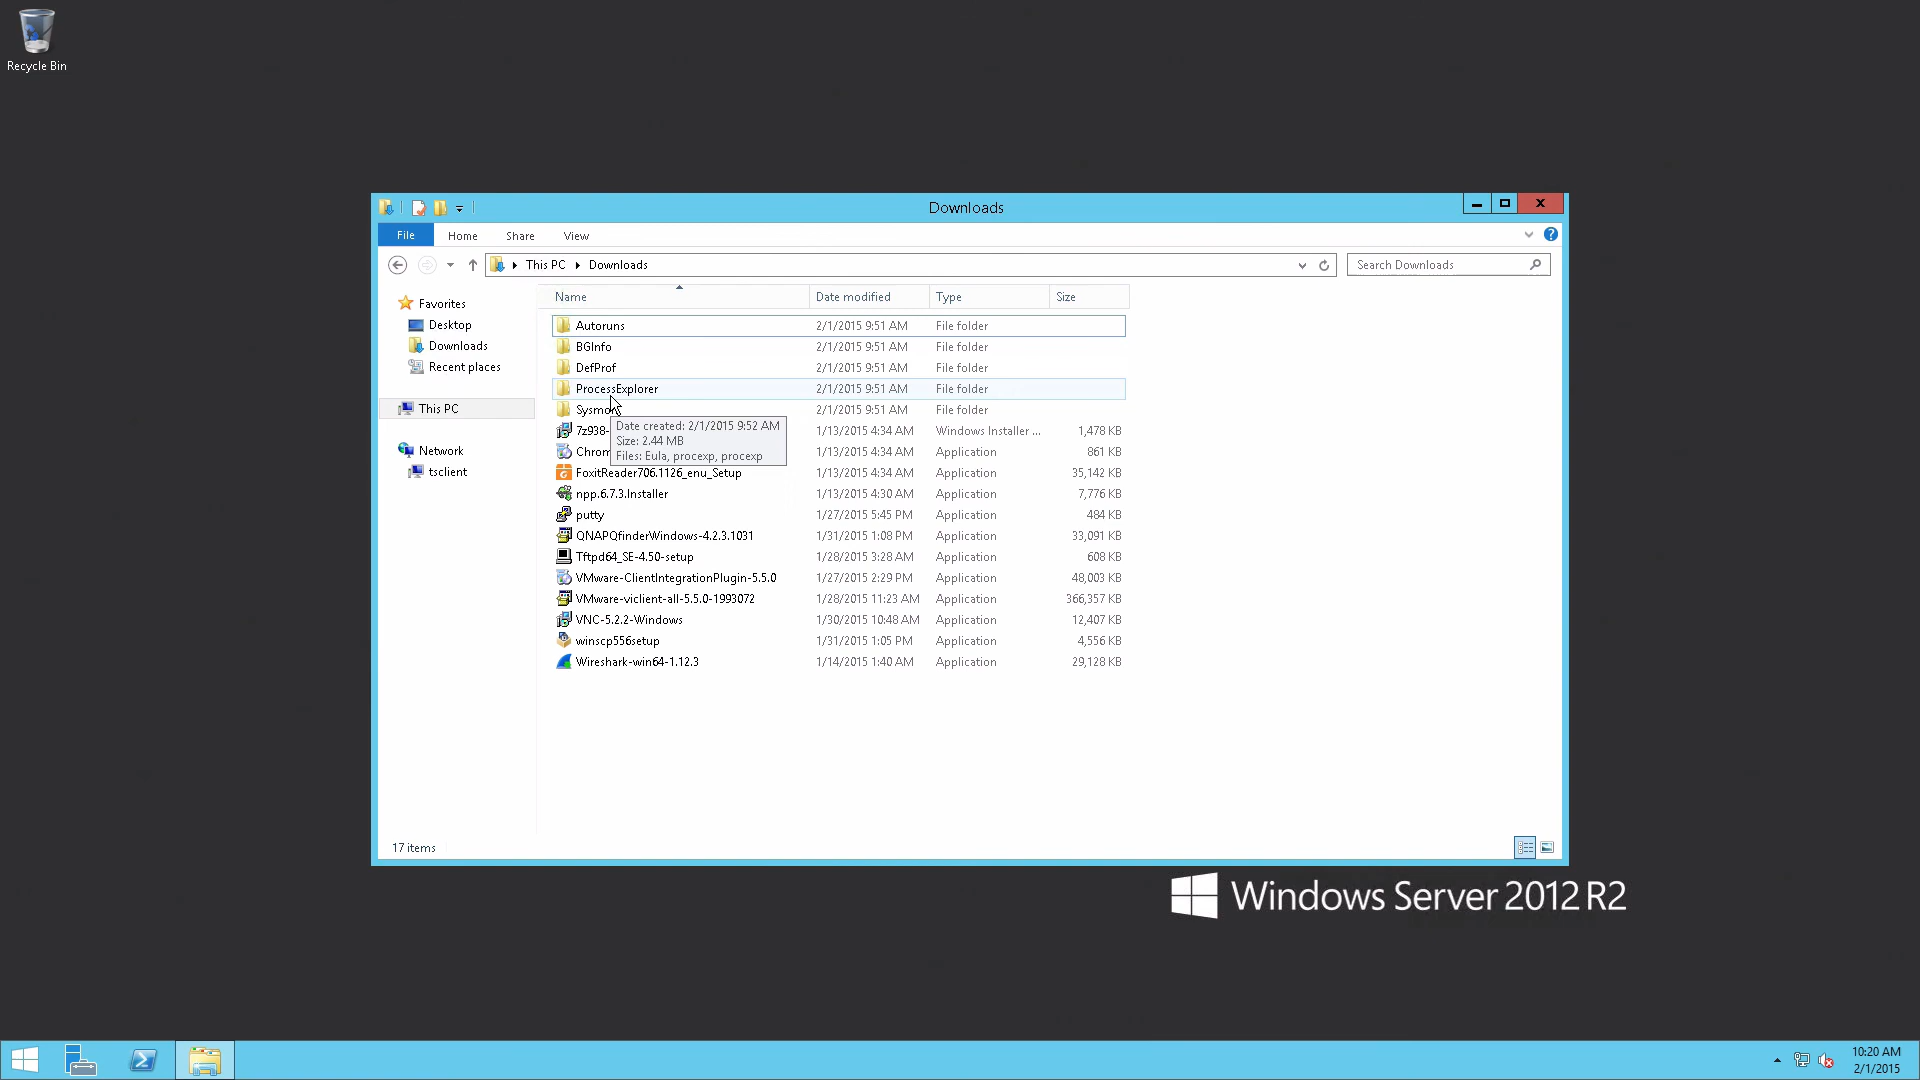 Recycle Bin
Downloads
File Home Share View
This PC Downloads Search Downloads
Name Date modified Type Size
Favorites
Desktop
Downloads
Recent places
This PC
Network
tsclient
Autoruns 2/1/2015 9:51 AM File folder
BGInfo 2/1/2015 9:51 AM File folder
DefProf 2/1/2015 9:51 AM File folder
ProcessExplorer 2/1/2015 9:51 AM File folder
Sysmon 2/1/2015 9:51 AM File folder
7z938- 1/13/2015 4:34 AM Windows Installer ... 1,478 KB
Chrom 1/13/2015 4:34 AM Application 861 KB
Date created: 2/1/2015 9:52 AM
Size: 2.44 MB
Files: Eula, procexp, procexp
FoxitReader706.1126_enu_Setup 1/13/2015 4:34 AM Application 35,142 KB
npp.6.7.3.Installer 1/13/2015 4:30 AM Application 7,776 KB
putty 1/27/2015 5:45 PM Application 484 KB
QNAPQfinderWindows-4.2.3.1031 1/31/2015 1:08 PM Application 33,091 KB
Tftpd64_SE-4.50-setup 1/28/2015 3:28 AM Application 608 KB
VMware-ClientIntegrationPlugin-5.5.0 1/27/2015 2:29 PM Application 48,003 KB
VMware-viclient-all-5.5.0-1993072 1/28/2015 11:23 AM Application 366,357 KB
VNC-5.2.2-Windows 1/30/2015 10:48 AM Application 12,407 KB
winscp556setup 1/31/2015 1:05 PM Application 4,556 KB
Wireshark-win64-1.12.3 1/14/2015 1:40 AM Application 29,128 KB
17 items
Windows Server 2012 R2
10:20 AM
2/1/2015